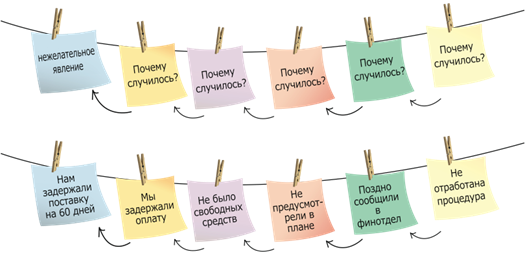 нежелательное
явление
Почему
случилось?
Почему
случилось?
Почему
случилось?
Почему
случилось?
Почему
случилось?
Нам
задержали
поставку
на 60 дней
Мы
задержали
оплату
Не было
свободных
средств
Не
предусмот-
рели в
плане
Поздно
сообщили
в
финотдел
Не
отработана
процедура